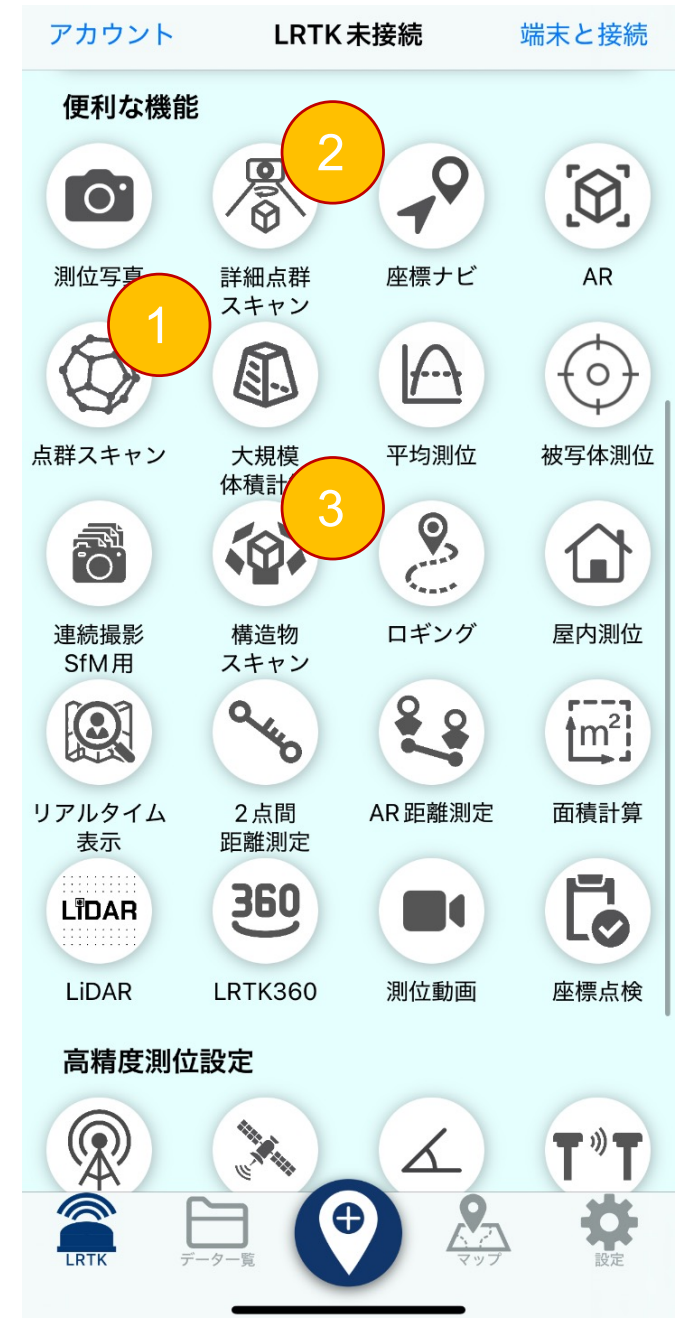 アカウント LRTK未接続 端末と接続
便利な機能
2
測位写真 詳細点群 座標ナビ AR
スキャン
1
点群スキャン 大規模 平均測位 被写体測位
体積計
3
連続撮影 構造物 ロギング 屋内測位
SfM用 スキャン
m²
リアルタイム 2点間 AR距離測定 面積計算
表示 距離測定
LiDAR 360
LiDAR LRTK360 測位動画 座標点検
高精度測位設定
LRTK データ一覧 マップ 設定